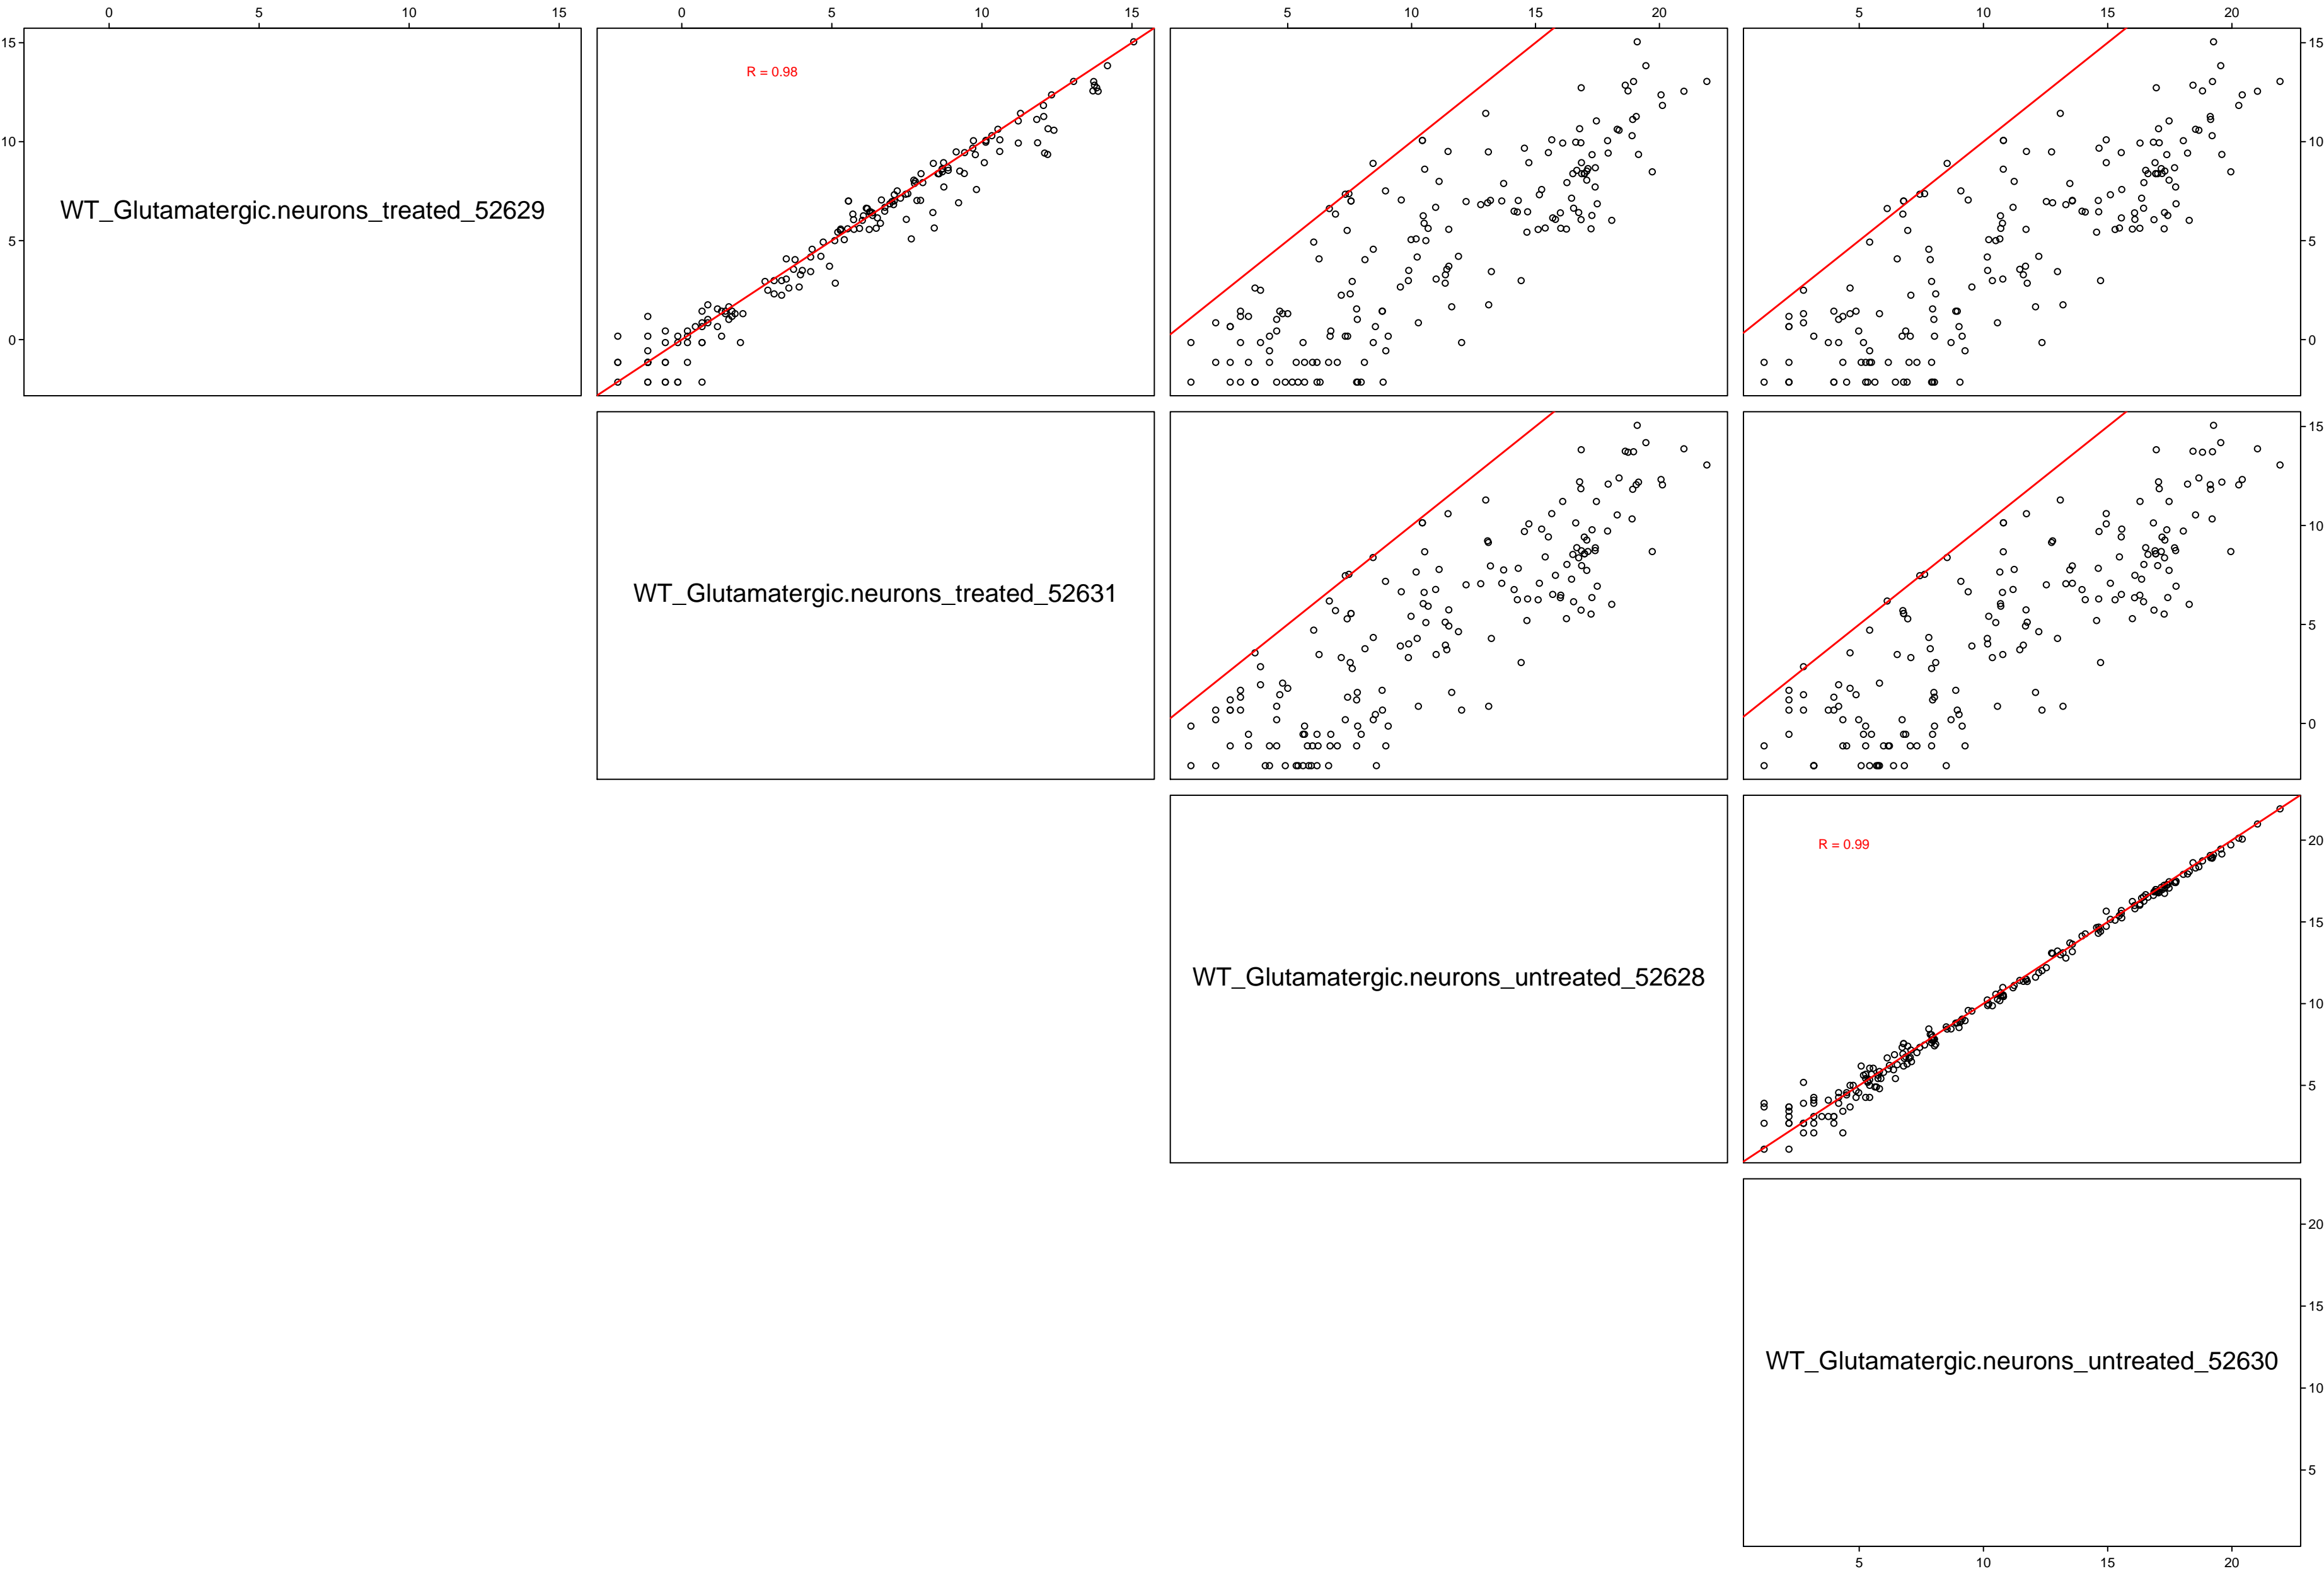 0 5 10 15 0 5 10 15 5 10 15 20 5 10 15 20
15
10
5
0
WT_Glutamatergic.neurons_treated_52629
R = 0.98
15
10
5
0
WT_Glutamatergic.neurons_treated_52631
15
10
5
0
WT_Glutamatergic.neurons_untreated_52628
R = 0.99
20
15
10
5
WT_Glutamatergic.neurons_untreated_52630
20
15
10
5
5 10 15 20